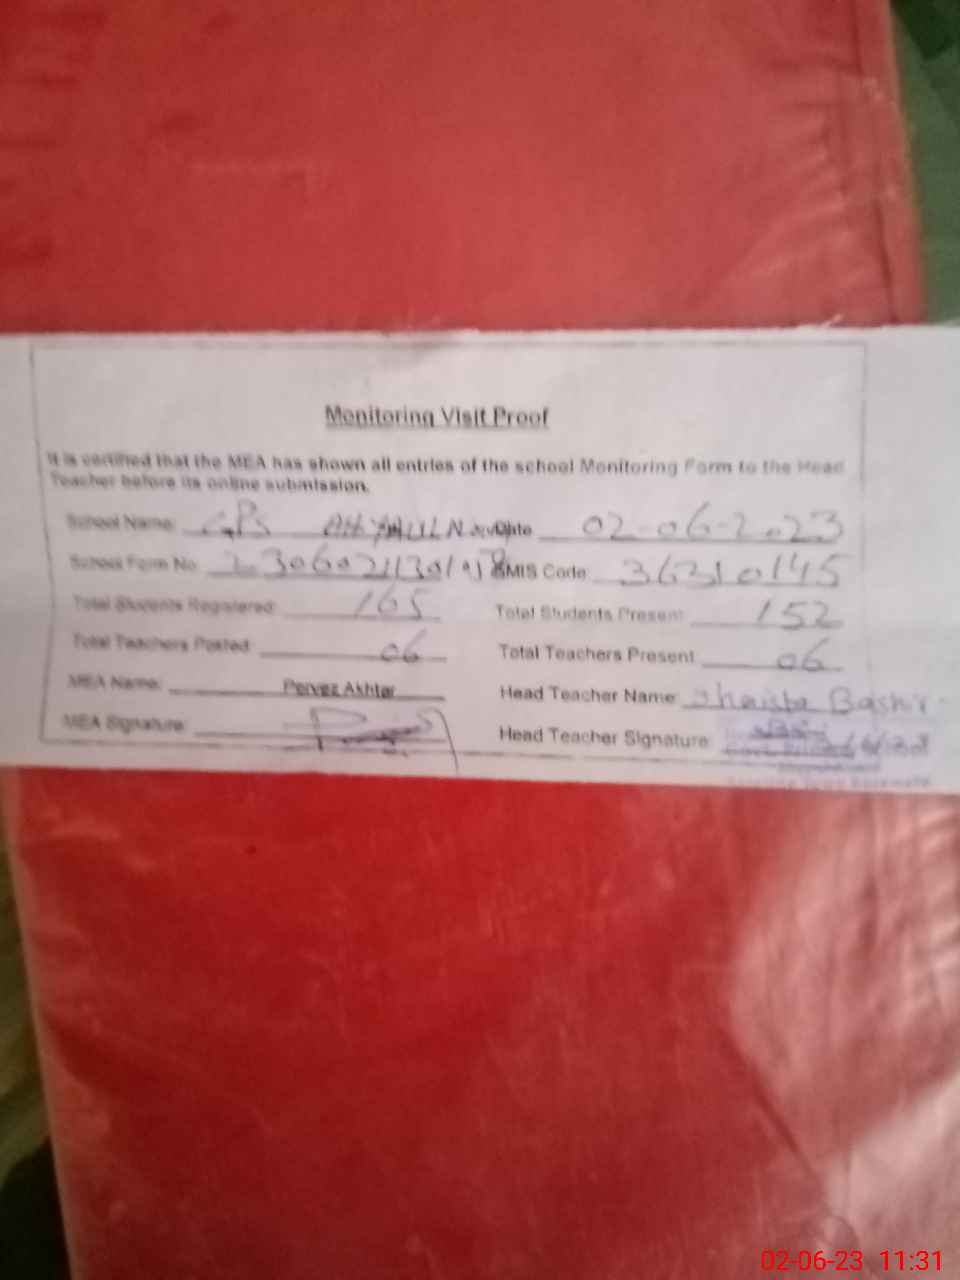 Monitoring Visit Proof
It is certified that the MEA has shown all entries of the school Monitoring Form to the Head
Teacher before its online submission.
School Name: GPS Date 02-06-2023
School Form No EMIS Code: 36310145
Total Students Registered: 165 Total Students Present: 152
Total Teachers Posted: 06 Total Teachers Present: 06
MEA Name: Pervez Akhtar Head Teacher Name: Shaista Bashir
MEA Signature: Head Teacher Signature:
02-06-23 11:31